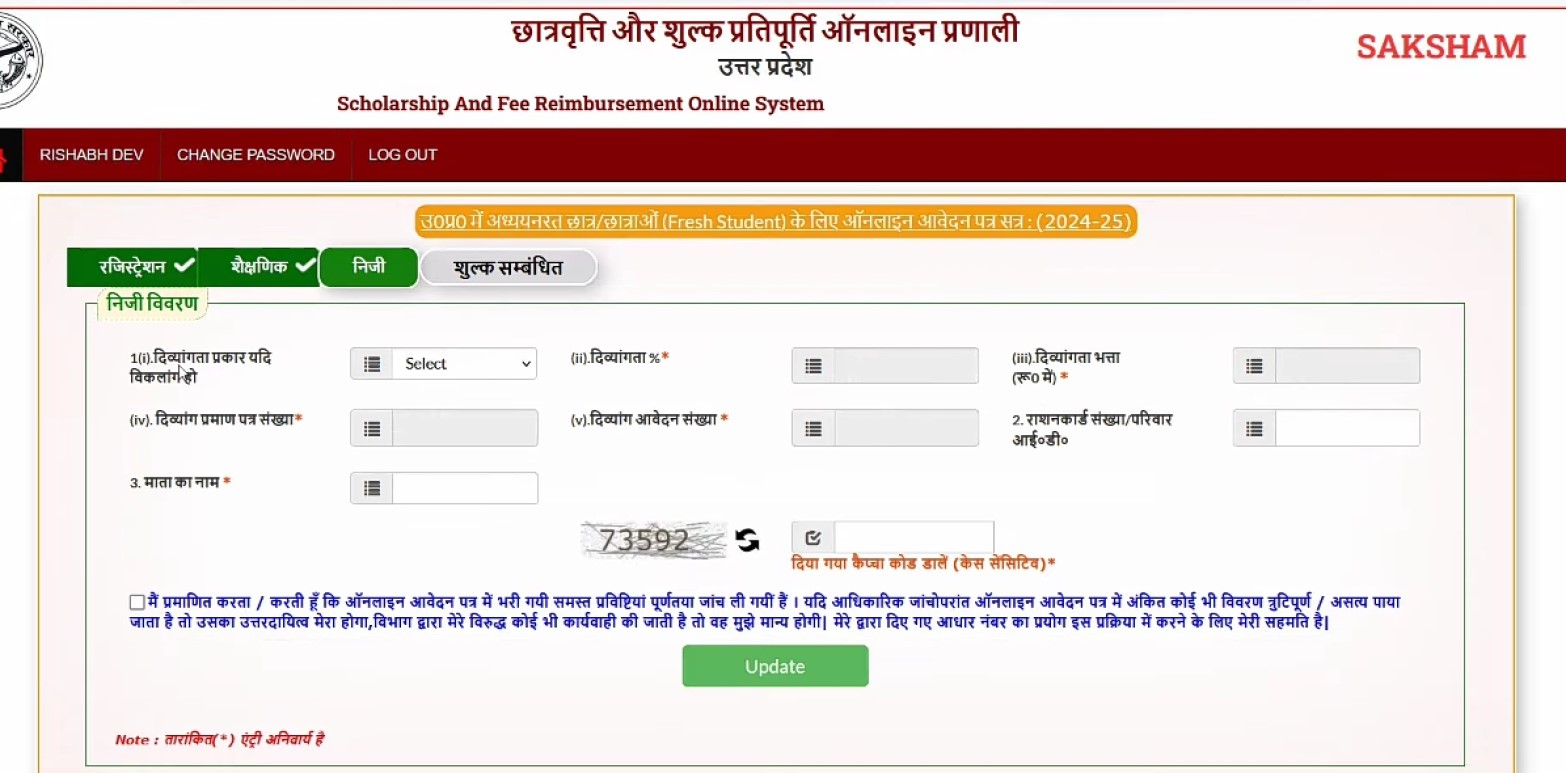 छात्रवृत्ति और शुल्क प्रतिपूर्ति ऑनलाइन प्रणाली
उत्तर प्रदेश
SAKSHAM
Scholarship And Fee Reimbursement Online System
RISHABH DEV CHANGE PASSWORD LOG OUT
उ0प्र0 में अध्ययनरत छात्र/छात्राओं (Fresh Student) के लिए ऑनलाइन आवेदन पत्र सत्र : (2024-25)
रजिस्ट्रेशन शैक्षणिक निजी शुल्क सम्बंधित
निजी विवरण
1(i).दिव्यांगता प्रकार यदि
विकलांग हो
Select
(ii).दिव्यांगता %*
(iii).दिव्यांगता भत्ता
(रू0 में) *
(iv). दिव्यांग प्रमाण पत्र संख्या*
(v).दिव्यांग आवेदन संख्या *
2. राशनकार्ड संख्या/परिवार
आई०डी०
3. माता का नाम *
73592
दिया गया कैप्चा कोड डालें (केस सेंसिटिव)*
मैं प्रमाणित करता / करती हूँ कि ऑनलाइन आवेदन पत्र में भरी गयी समस्त प्रविष्टियां पूर्णतया जांच ली गयीं हैं । यदि आधिकारिक जांचोपरांत ऑनलाइन आवेदन पत्र में अंकित कोई भी विवरण त्रुटिपूर्ण / असत्य पाया
जाता है तो उसका उत्तरदायित्व मेरा होगा,विभाग द्वारा मेरे विरुद्ध कोई भी कार्यवाही की जाती है तो वह मुझे मान्य होगी| मेरे द्वारा दिए गए आधार नंबर का प्रयोग इस प्रक्रिया में करने के लिए मेरी सहमति है|
Update
Note : तारांकित(*) एंट्री अनिवार्य है